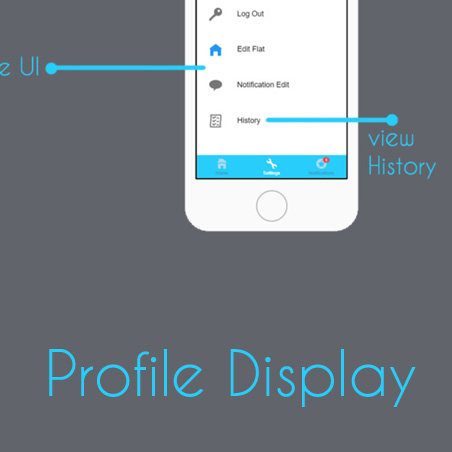 Log Out
Edit Flat
e UI
Notification Edit
History
view
History
Home
Settings
Notifications
Profile Display